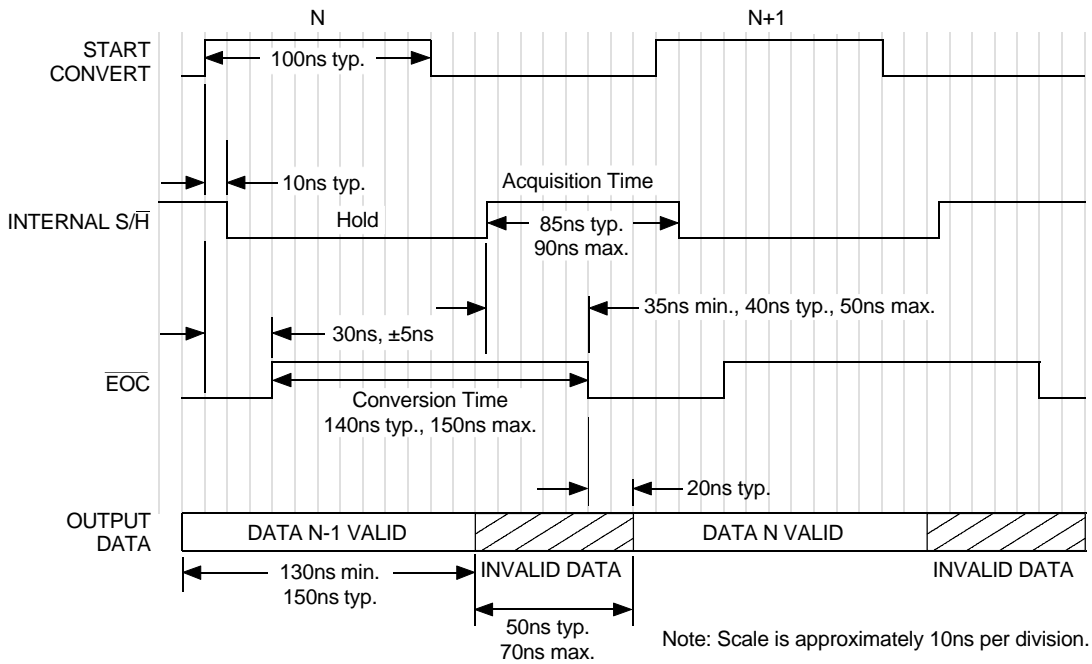 N
N+1
START
CONVERT
100ns typ.
10ns typ.
Acquisition Time
INTERNAL S/H̅
Hold
85ns typ.
90ns max.
35ns min., 40ns typ., 50ns max.
30ns, ±5ns
E̅O̅C̅
Conversion Time
140ns typ., 150ns max.
20ns typ.
OUTPUT
DATA
DATA N-1 VALID
DATA N VALID
130ns min.
150ns typ.
INVALID DATA
INVALID DATA
50ns typ.
70ns max.
Note: Scale is approximately 10ns per division.